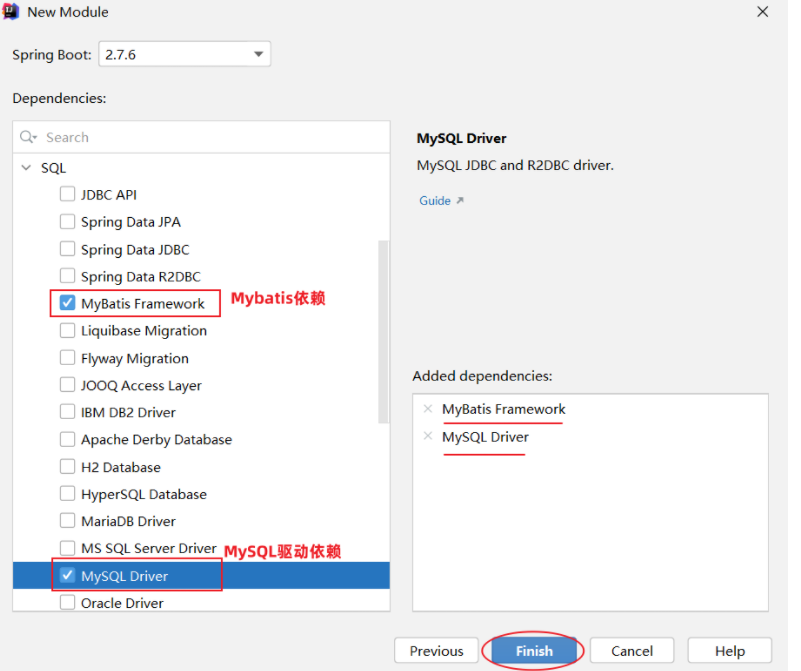 New Module
Spring Boot: 2.7.6
Dependencies:
Search
SQL
JDBC API
Spring Data JPA
Spring Data JDBC
Spring Data R2DBC
MyBatis Framework
Mybatis依赖
Liquibase Migration
Flyway Migration
JOOQ Access Layer
IBM DB2 Driver
Apache Derby Database
H2 Database
HyperSQL Database
MariaDB Driver
MS SQL Server Driver
MySQL驱动依赖
MySQL Driver
Oracle Driver
MySQL Driver
MySQL JDBC and R2DBC driver.
Guide
Added dependencies:
MyBatis Framework
MySQL Driver
Previous
Finish
Cancel
Help